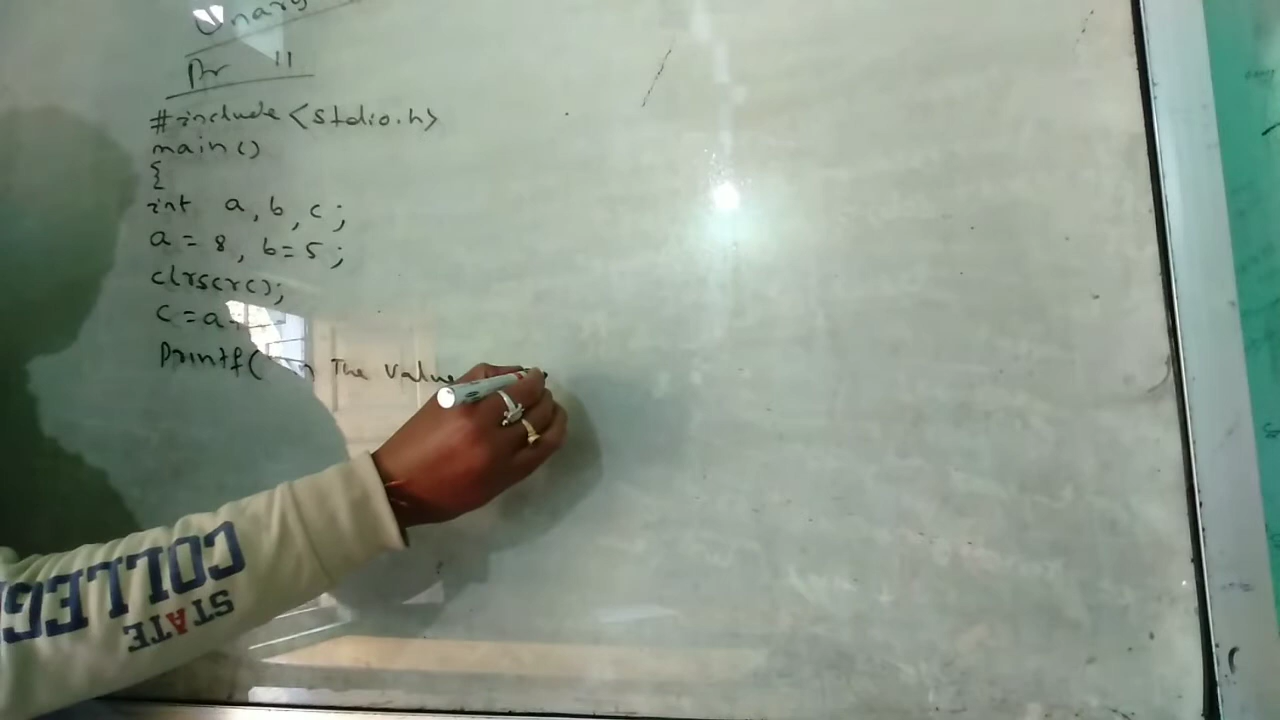 Unary
Pr 11
#include <stdio.h>
main()
{
int a, b, c;
a = 8, b = 5;
clrscr();
c = a
Printf( The value
STATE
COLLEGE